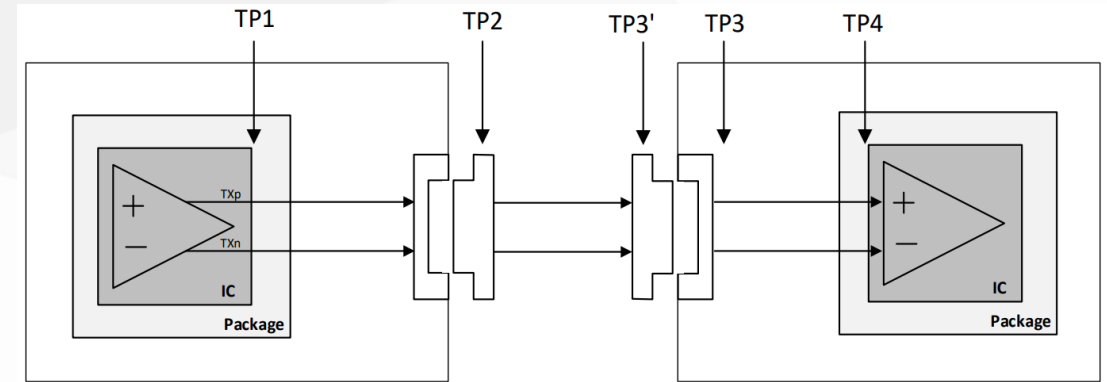 TP1
TP2
TP3'
TP3
TP4
TXp
+
−
TXn
IC
Package
+
−
IC
Package